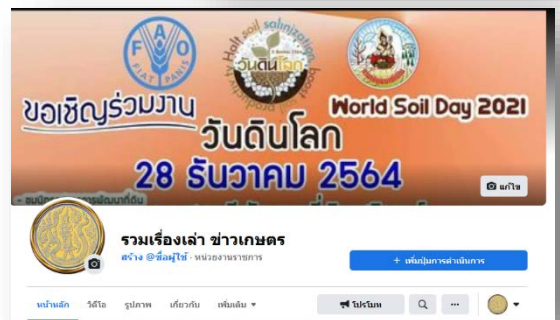 FAO
FIAT PANIS
Halt soil salinization, boost soil productivity
วันดินโลก
ขอเชิญร่วมงาน
World Soil Day 2021
วันดินโลก
28 ธันวาคม 2564
แก้ไข
รวมเรื่องเล่า ข่าวเกษตร
สร้าง @ชื่อผู้ใช้ · หน่วยงานราชการ
+ เพิ่มปุ่มการดำเนินการ
หน้าหลัก วิดีโอ รูปภาพ เกี่ยวกับ เพิ่มเติม
โปรโมท